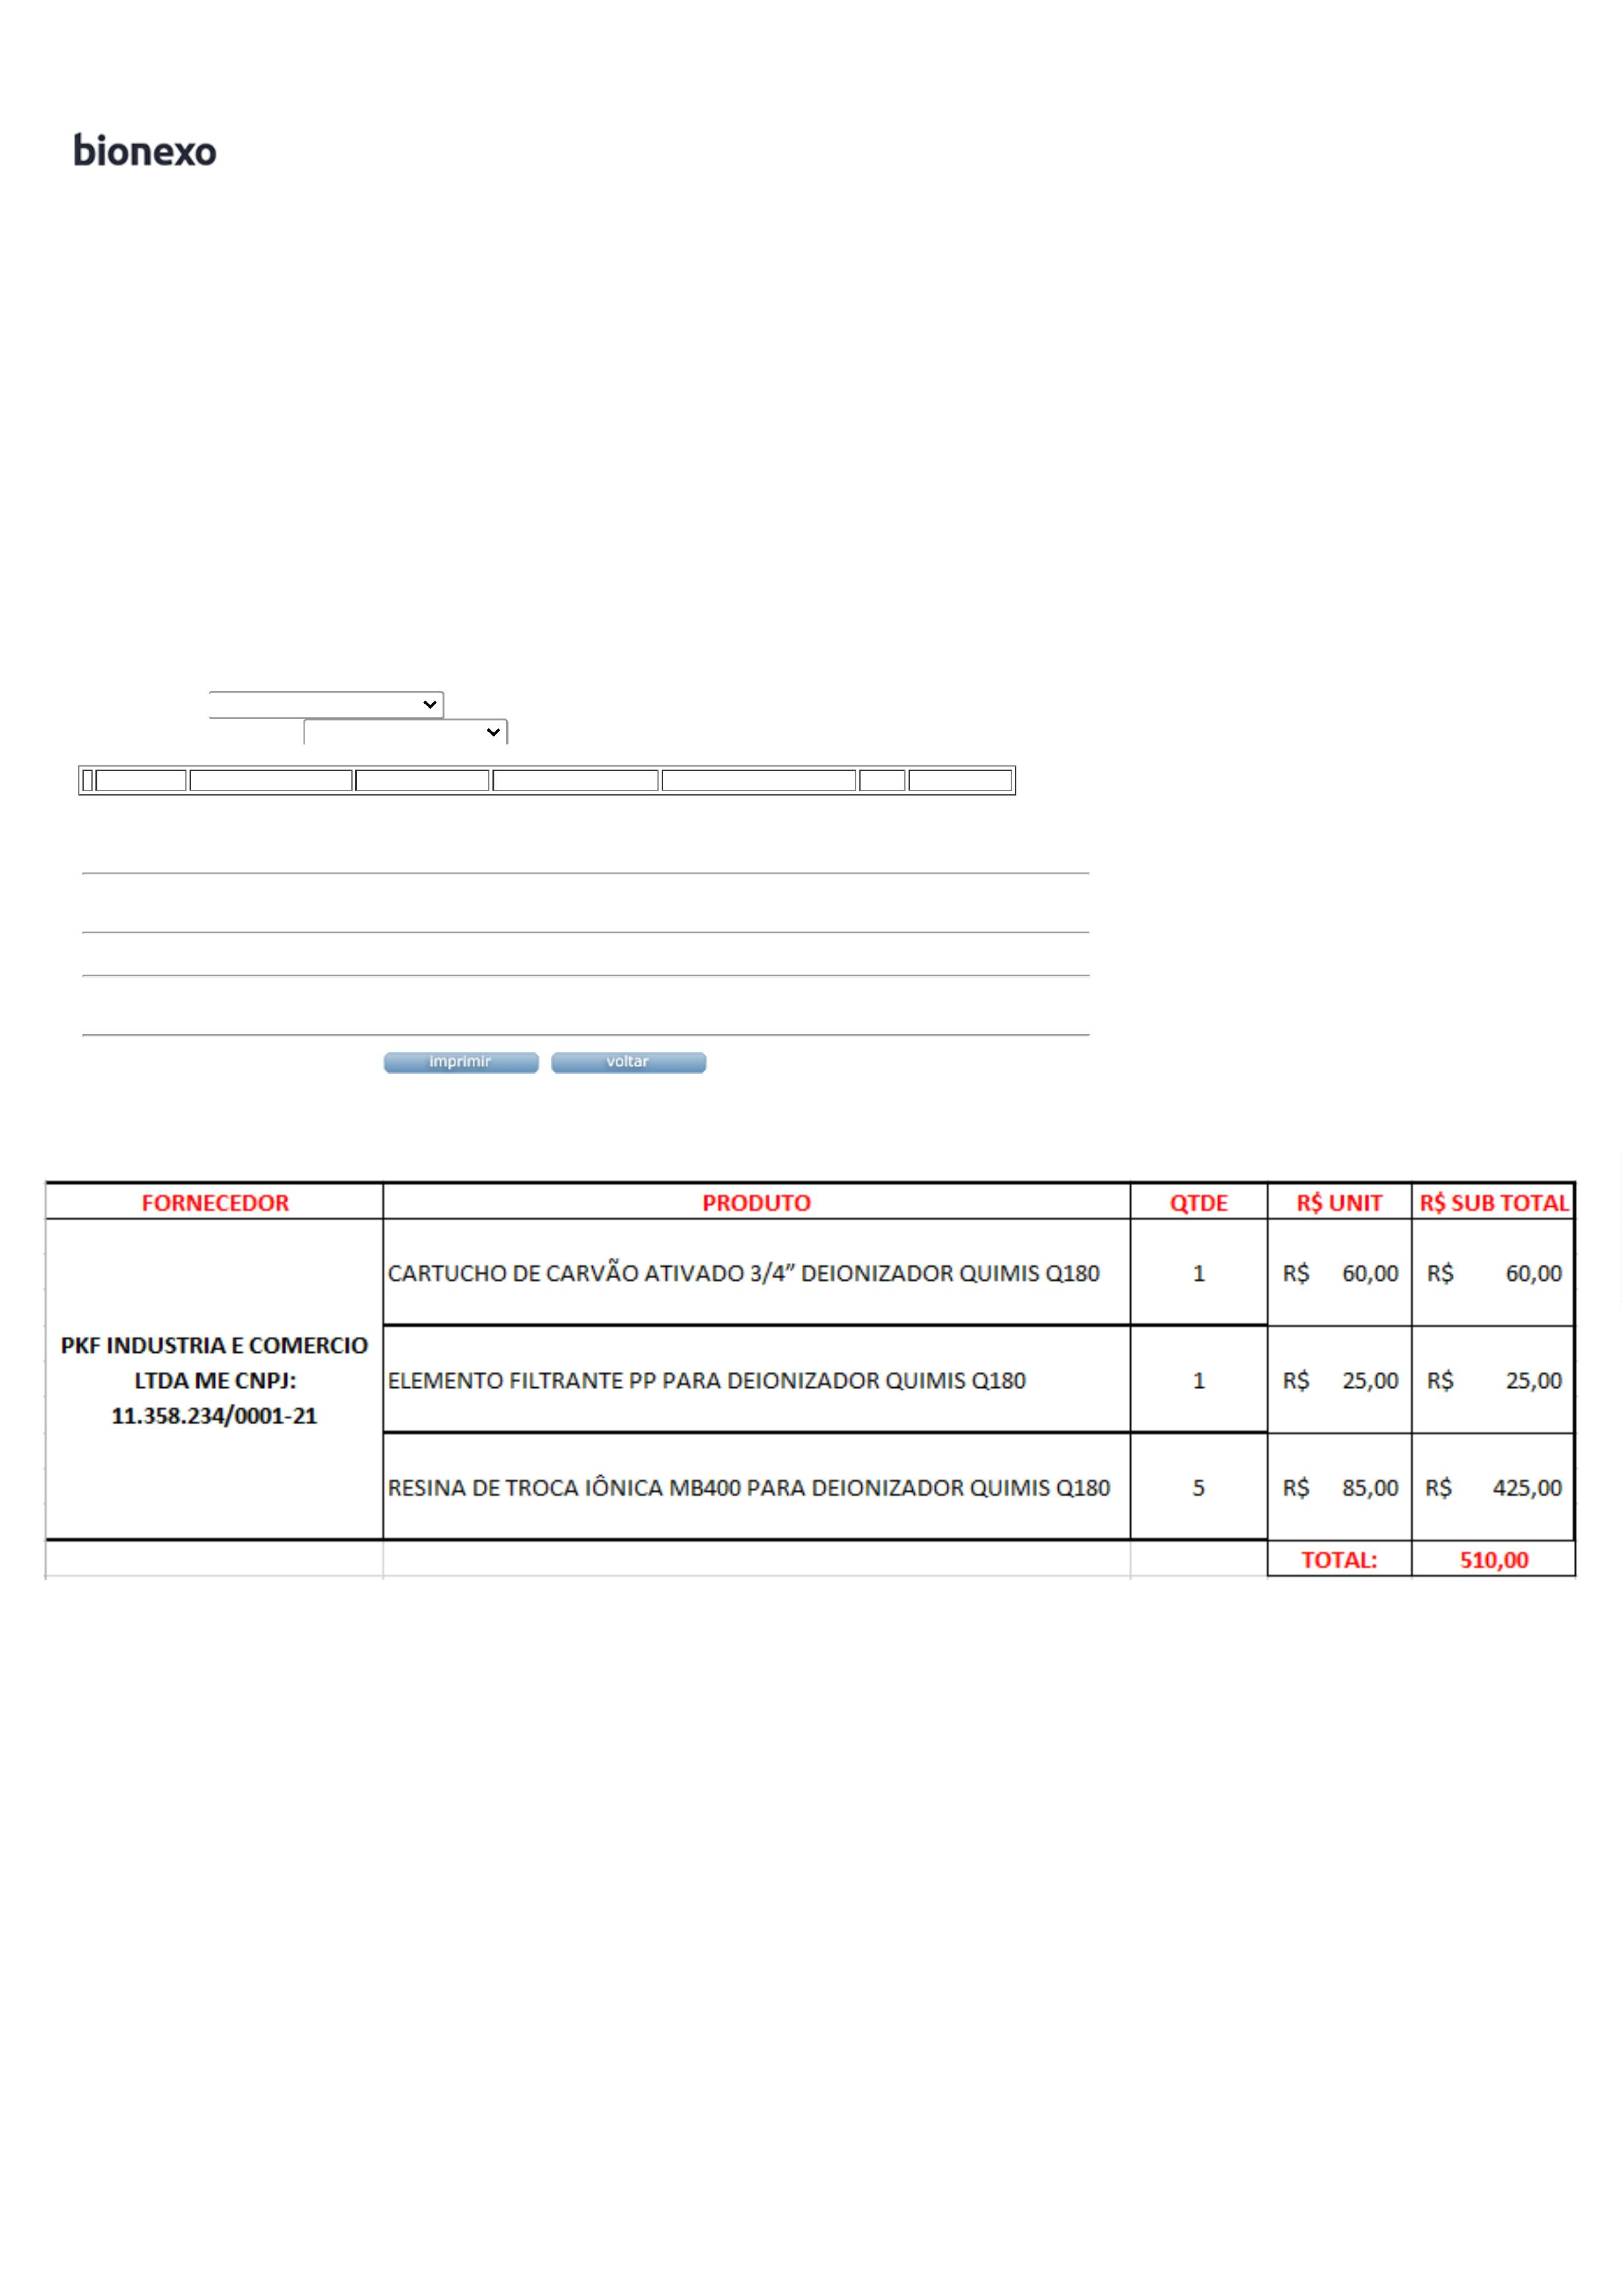 bionexo
imprimir voltar
FORNECEDOR PRODUTO QTDE R$ UNIT R$ SUB TOTAL
CARTUCHO DE CARVÃO ATIVADO 3/4” DEIONIZADOR QUIMIS Q180 1 R$ 60,00 R$ 60,00
PKF INDUSTRIA E COMERCIO
LTDA ME CNPJ:
11.358.234/0001-21
ELEMENTO FILTRANTE PP PARA DEIONIZADOR QUIMIS Q180 1 R$ 25,00 R$ 25,00
RESINA DE TROCA IÔNICA MB400 PARA DEIONIZADOR QUIMIS Q180 5 R$ 85,00 R$ 425,00
TOTAL: 510,00